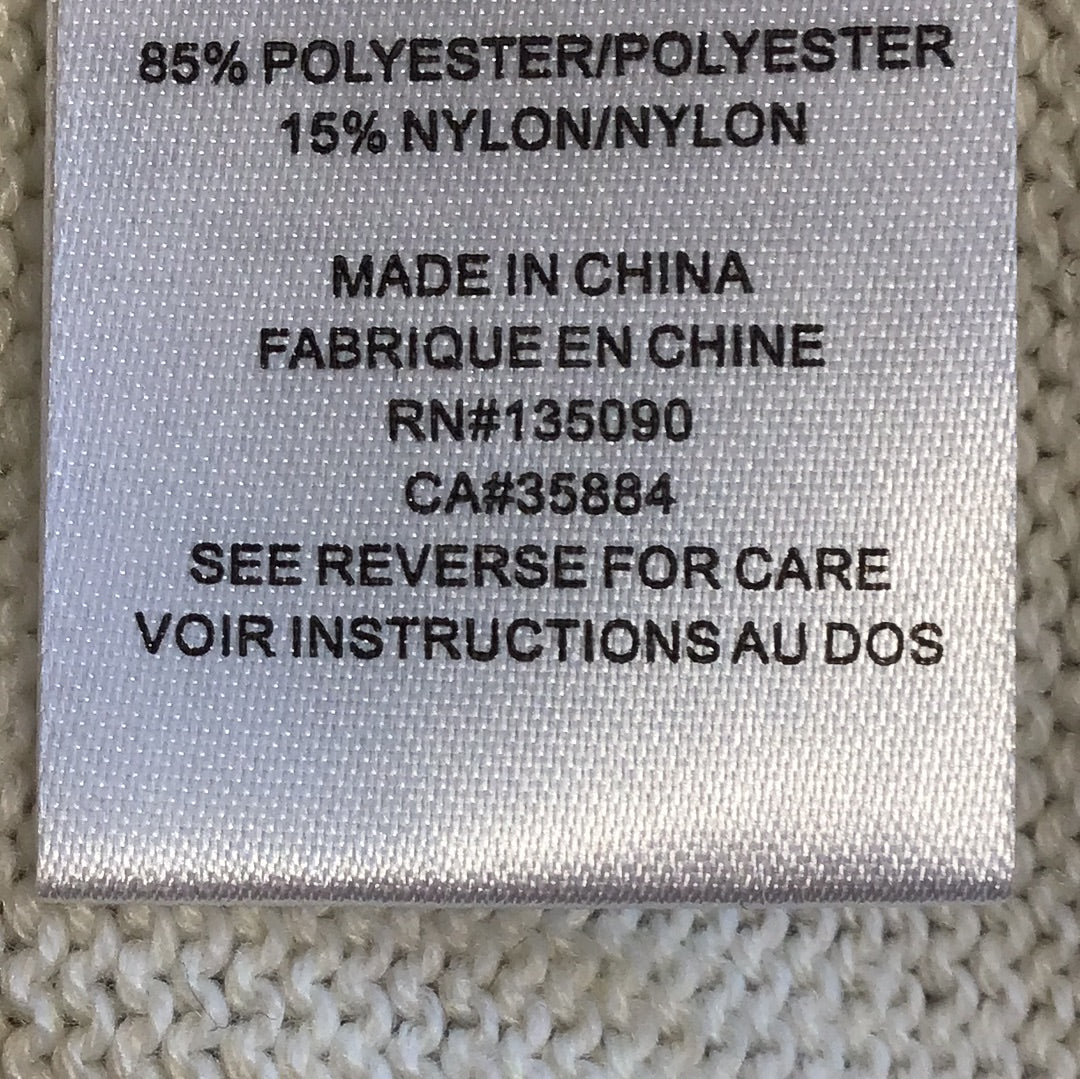 85% POLYESTER/POLYESTER
15% NYLON/NYLON
MADE IN CHINA
FABRIQUE EN CHINE
RN#135090
CA#35884
SEE REVERSE FOR CARE
VOIR INSTRUCTIONS AU DOS